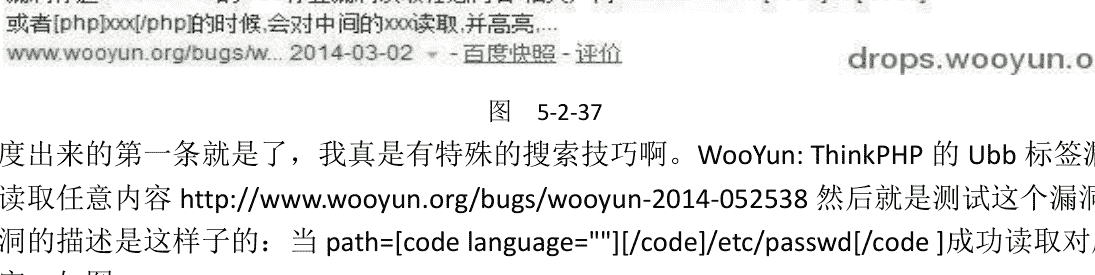 或者[php]xxx[/php]的时候,会对中间的xxx读取,并高亮,...
www.wooyun.org/bugs/w... 2014-03-02 - 百度快照 - 评价
drops.wooyun.o
图 5-2-37
度出来的第一条就是了，我真是有特殊的搜索技巧啊。WooYun: ThinkPHP 的 Ubb 标签漏
读取任意内容 http://www.wooyun.org/bugs/wooyun-2014-052538 然后就是测试这个漏洞
洞的描述是这样子的：当 path=[code language=""][/code]/etc/passwd[/code ]成功读取对